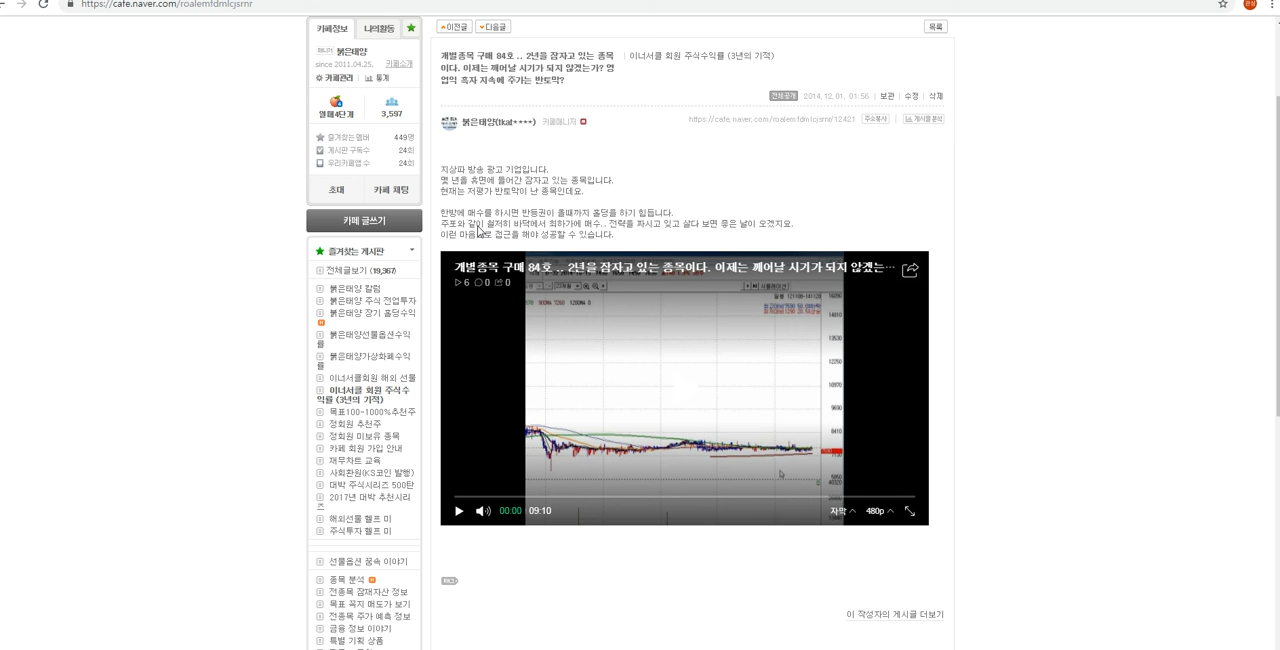 https://cafe.naver.com/roalemfdmlcjsrnr
카페정보
나의활동
이전글
다음글
목록
매니저 붉은태양
since 2011.04.25.
카페소개
카페관리
통계
열매4단계
3,597
즐겨찾는 멤버 449명
게시판 구독수 24회
우리카페앱 수 24회
초대
카페 채팅
카페 글쓰기
즐겨찾는 게시판
전체글보기 (19,367)
붉은태양 칼럼
붉은태양 주식 전업투자
붉은태양 장기 홀딩수익
붉은태양선물옵션수익
률
붉은태양가상화폐수익
률
이너서클회원 해외 선물
이너서클 회원 주식수
익률 (3년의 기적)
목표100-1000%추천주
정회원 추천주
정회원 미보유 종목
카페 회원 가입 안내
재무차트 교육
사회환원(KS코인 발행)
대박 주식시리즈 500탄
2017년 대박 추천시리
즈
해외선물 헬프 미
주식투자 헬프 미
선물옵션 꿈속 이야기
종목 분석
전종목 잠재자산 정보
목표 꼭지 매도가 보기
전종목 주가 예측 정보
금융 정보 이야기
특별 기획 상품
개별종목 구매 84호 .. 2년을 잠자고 있는 종목
이다. 이제는 깨어날 시기가 되지 않겠는가? 영
업익 흑자 지속에 주가는 반토막?
이너서클 회원 주식수익률 (3년의 기적)
전체공개 2014.12.01. 01:56 보관 수정 삭제
붉은태양(tkat****) 카페매니저
https://cafe.naver.com/roalemfdmlcjsrnr/12421 주소복사 게시글 분석
지상파 방송 광고 기업입니다.
몇 년을 휴면에 들어간 잠자고 있는 종목입니다.
현재는 저평가 반토막이 난 종목인데요.
한방에 매수를 하시면 반등권이 올때까지 홀딩을 하기 힘듭니다.
주포와 같이 철저히 바닥에서 최하가에 매수.. 전략을 짜시고 잊고 살다 보면 좋은 날이 오겠지요.
이런 마음으로 접근을 해야 성공할 수 있습니다.
개별종목 구매 84호 .. 2년을 잠자고 있는 종목이다. 이제는 깨어날 시기가 되지 않겠는…
6 0 0
시뮬레이션
14810
13530
12250
10970
9690
8410
00:00 09:10
자막
480p
태그
이 작성자의 게시글 더보기